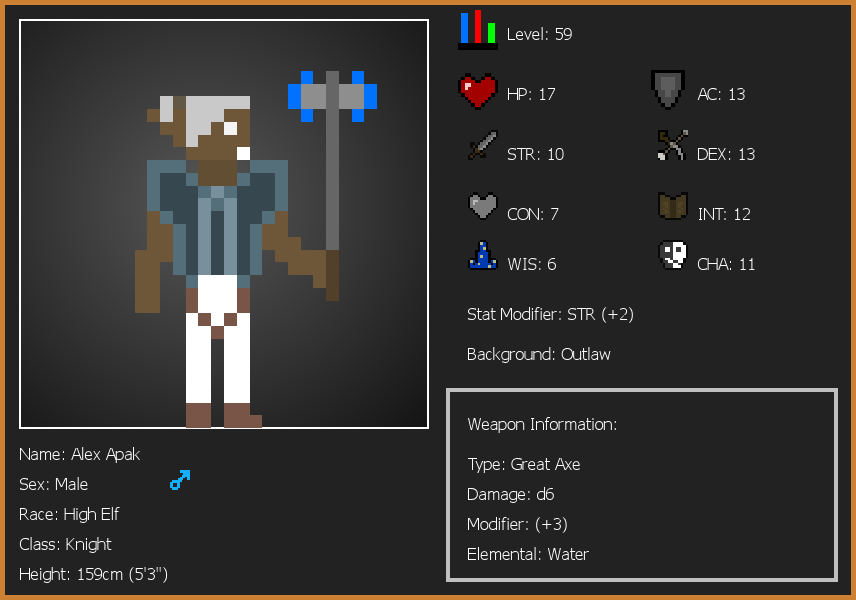 Level: 59
HP: 17
AC: 13
STR: 10
DEX: 13
CON: 7
INT: 12
WIS: 6
CHA: 11
Stat Modifier: STR (+2)
Background: Outlaw
Weapon Information:
Type: Great Axe
Damage: d6
Modifier: (+3)
Elemental: Water
Name: Alex Apak
Sex: Male
Race: High Elf
Class: Knight
Height: 159cm (5'3")